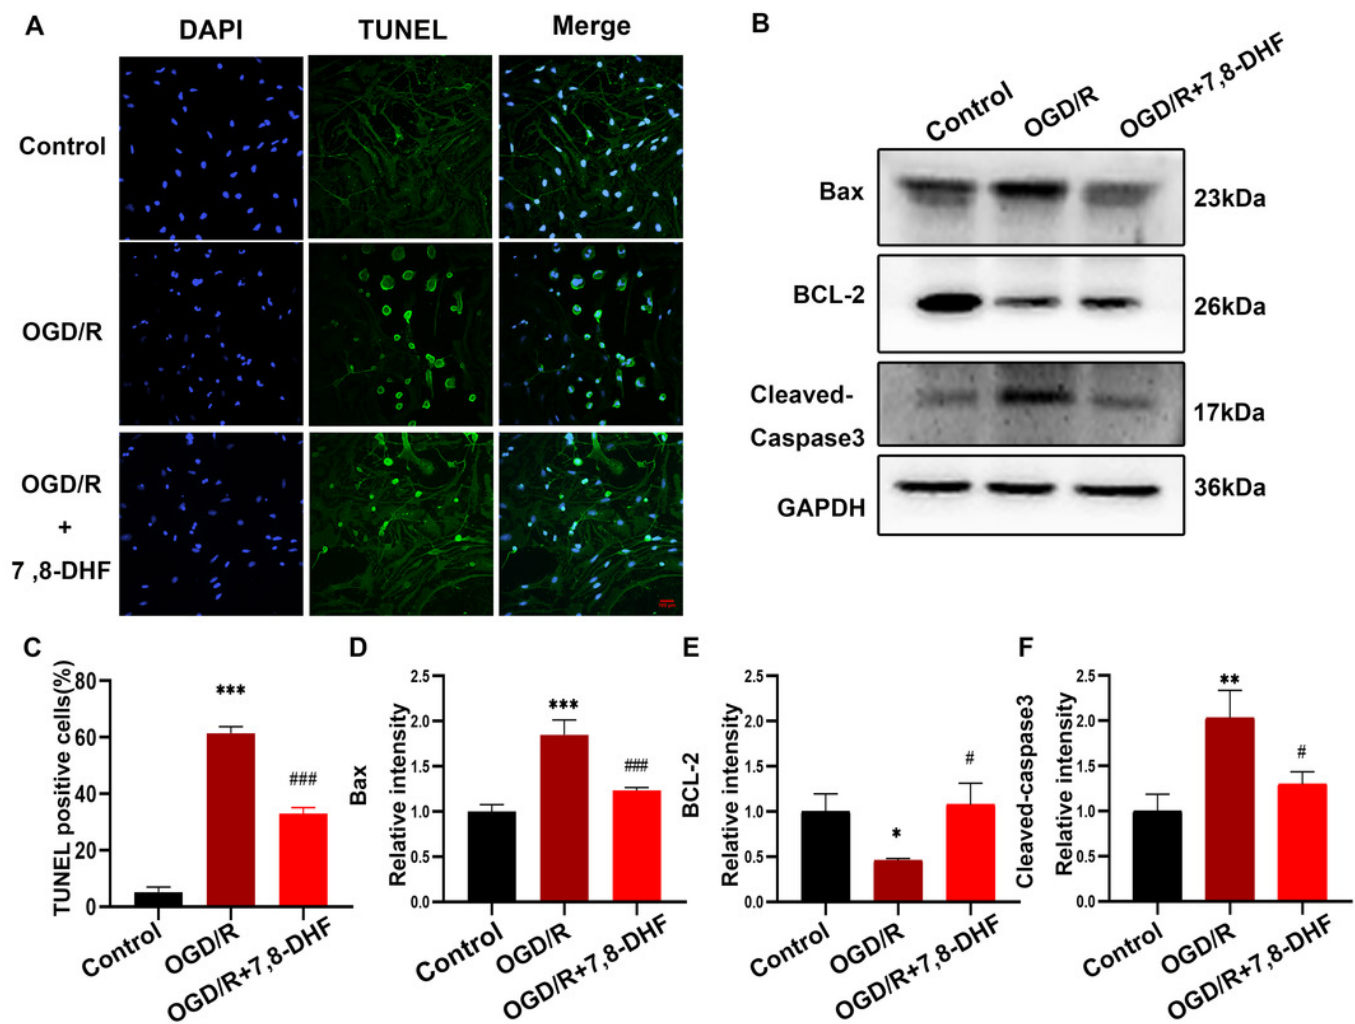 A
DAPI
TUNEL
Merge
Control
OGD/R
OGD/R
+
7 ,8-DHF
B
Control
OGD/R
OGD/R+7,8-DHF
Bax
23kDa
BCL-2
26kDa
Cleaved-
Caspase3
17kDa
GAPDH
36kDa
C
TUNEL positive cells(%)
80
60
40
20
0
***
###
Control
OGD/R
OGD/R+7,8-DHF
D
Bax
Relative intensity
2.5
2.0
1.5
1.0
0.5
0.0
***
###
Control
OGD/R
OGD/R+7,8-DHF
E
BCL-2
Relative intensity
2.5
2.0
1.5
1.0
0.5
0.0
*
#
Control
OGD/R
OGD/R+7,8-DHF
F
Cleaved-caspase3
Relative intensity
2.5
2.0
1.5
1.0
0.5
0.0
**
#
Control
OGD/R
OGD/R+7,8-DHF